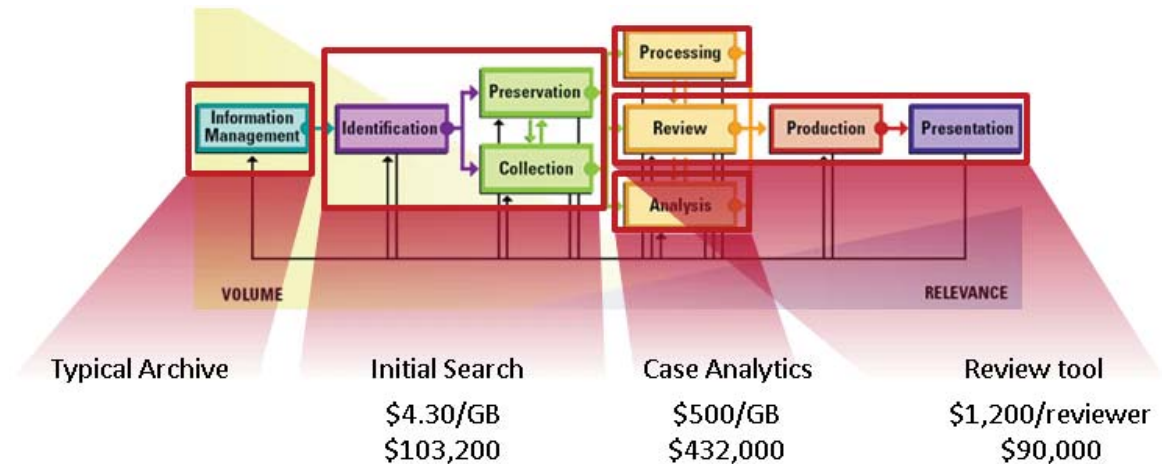 Processing
Information
Management
Identification
Preservation
Review
Production
Presentation
Collection
Analysis
VOLUME
RELEVANCE
Typical Archive
Initial Search
$4.30/GB
$103,200
Case Analytics
$500/GB
$432,000
Review tool
$1,200/reviewer
$90,000